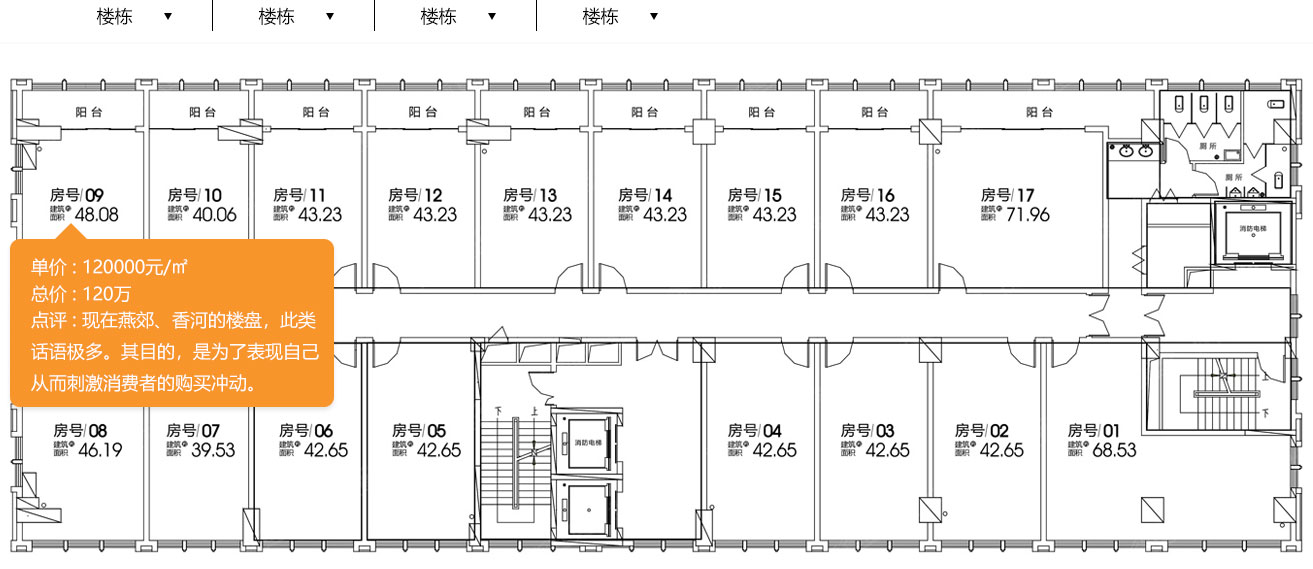 楼栋 ▼ 楼栋 ▼ 楼栋 ▼ 楼栋 ▼
阳台 阳台 阳台 阳台 阳台 阳台 阳台 阳台 阳台
厕所
厕所
房号/09 房号/10 房号/11 房号/12 房号/13 房号/14 房号/15 房号/16 房号/17
建筑面积 48.08 建筑面积 40.06 建筑面积 43.23 建筑面积 43.23 建筑面积 43.23 建筑面积 43.23 建筑面积 43.23 建筑面积 43.23 建筑面积 71.96
消防电梯
单价 : 120000元/㎡
总价 : 120万
点评 : 现在燕郊、香河的楼盘，此类
话语极多。其目的，是为了表现自己
从而刺激消费者的购买冲动。
上
下 上 下
房号/08 房号/07 房号/06 房号/05 房号/04 房号/03 房号/02 房号/01
建筑面积 46.19 建筑面积 39.53 建筑面积 42.65 建筑面积 42.65 建筑面积 42.65 建筑面积 42.65 建筑面积 42.65 建筑面积 68.53
消防电梯